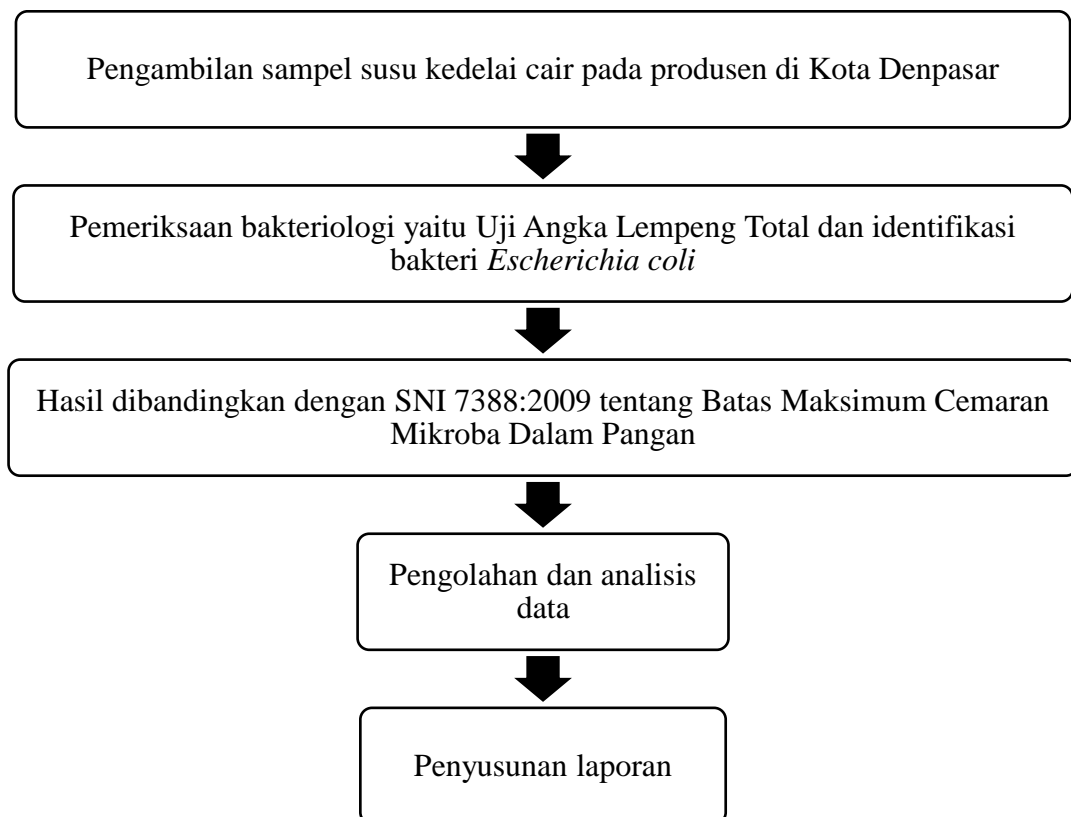 Pengambilan sampel susu kedelai cair pada produsen di Kota Denpasar
Pemeriksaan bakteriologi yaitu Uji Angka Lempeng Total dan identifikasi
bakteri Escherichia coli
Hasil dibandingkan dengan SNI 7388:2009 tentang Batas Maksimum Cemaran
Mikroba Dalam Pangan
Pengolahan dan analisis
data
Penyusunan laporan